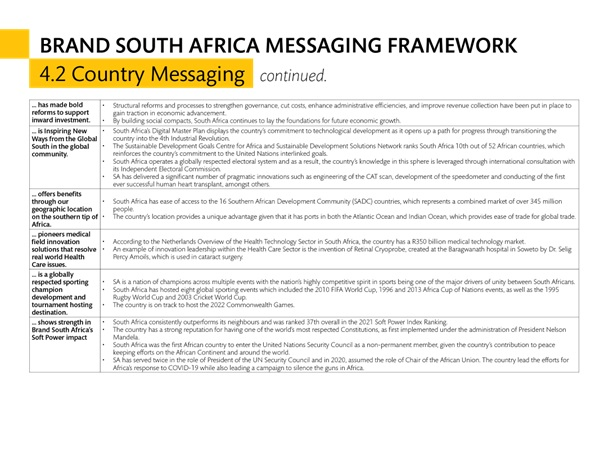 BRAND SOUTH AFRICA MESSAGING FRAMEWORK
4.2 Country Messaging continued.
... has made bold
reforms to support
inward investment.
• Structural reforms and processes to strengthen governance, cut costs, enhance administrative efficiencies, and improve revenue collection have been put in place to
gain traction in economic advancement.
• By building social compacts, South Africa continues to lay the foundations for future economic growth.
... is Inspiring New
Ways from the Global
South to the global
community.
• South Africa's Digital Master Plan displays the country's commitment to technological development as it opens up a path for progress through transitioning the
country into the 4th Industrial Revolution.
• The Sustainable Development Goals Centre for Africa and Sustainable Development Solutions Network ranks South Africa 10th out of 52 African countries, which
reinforces the country's commitment to the United Nations interlinked goals.
• South Africa operates a globally respected electoral system and as a result, the country's knowledge in this sphere is leveraged through international consultation with
its Independent Electoral Commission.
• SA has delivered a significant number of pragmatic innovations such as engineering of the CAT scan, development of the speedometer and conducting of the first
ever successful human heart transplant, amongst others.
... offers benefits
through our
geographic location
on the southern tip of
Africa.
• South Africa has ease of access to the 16 Southern African Development Community (SADC) countries, which represents a combined market of over 345 million
people.
• The country's location provides a unique advantage given that it has ports in both the Atlantic Ocean and Indian Ocean, which provides ease of trade for global trade.
... pioneers medical
field innovation
solutions that resolve
real world Health
Care issues.
• According to the Netherlands Overview of the Health Technology Sector in South Africa, the country has a R350 billion medical technology market.
• An example of innovation leadership within the Health Care Sector is the invention of Retinal Cryoprobe, created at the Baragwanath hospital in Soweto by Dr. Selig
Percy Amoils, which is used in cataract surgery.
... is a globally
respected sporting
champion
development and
tournament hosting
destination.
• SA is a nation of champions across multiple events with the nation's highly competitive spirit in sports being one of the major drivers of unity between South Africans.
• South Africa has hosted eight global sporting events which included the 2010 FIFA World Cup, 1996 and 2013 Africa Cup of Nations events, as well as the 1995
Rugby World Cup and 2003 Cricket World Cup.
• The country is on track to host the 2022 Commonwealth Games.
... shows strength in
Brand South Africa's
Soft Power impact
• South Africa consistently outperforms its neighbours and was ranked 37th overall in the 2021 Soft Power Index Ranking.
• The country has a strong reputation for having one of the world's most respected Constitutions, as first implemented under the administration of President Nelson
Mandela.
• South Africa was the first African country to enter the United Nations Security Council as a non-permanent member, given the country's contribution to peace
keeping efforts on the African Continent and around the world.
• SA has served twice in the role of President of the UN Security Council and in 2020, assumed the role of Chair of the African Union. The country lead the efforts for
Africa's response to COVID-19 while also leading a campaign to silence the guns in Africa.